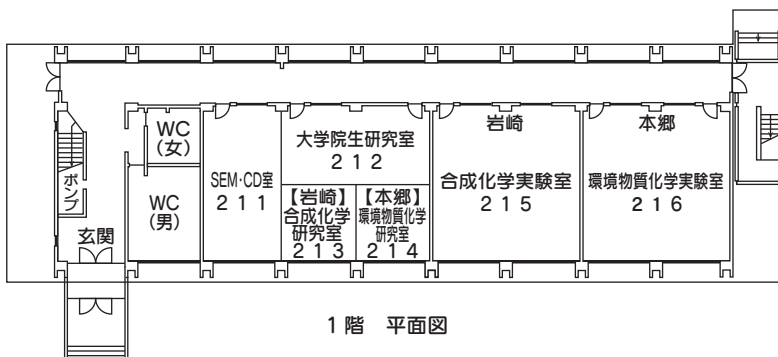 WC
(女)
ポンプ
WC
(男)
玄関
SEM・CD室
211
大学院生研究室
212
【岩崎】
合成化学
研究室
213
【本郷】
環境物質化学
研究室
214
岩崎
合成化学実験室
215
本郷
環境物質化学実験室
216
1階 平面図